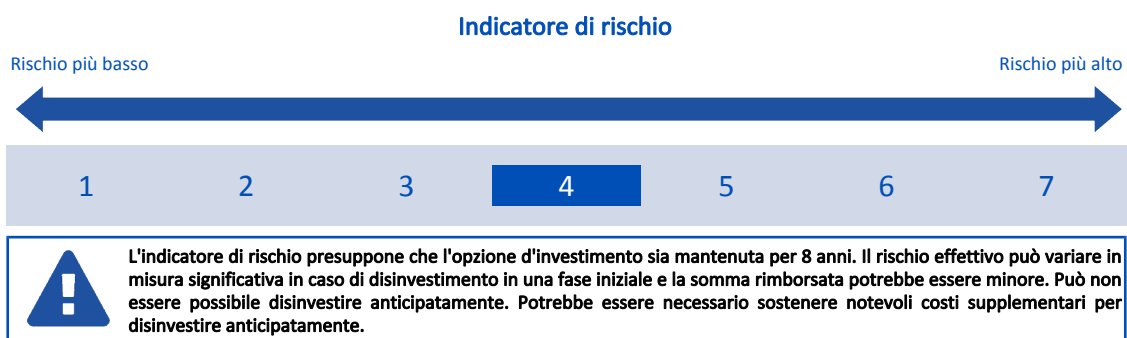 Indicatore di rischio
Rischio più basso
Rischio più alto
1 2 3 4 5 6 7
L'indicatore di rischio presuppone che l'opzione d'investimento sia mantenuta per 8 anni. Il rischio effettivo può variare in
misura significativa in caso di disinvestimento in una fase iniziale e la somma rimborsata potrebbe essere minore. Può non
essere possibile disinvestire anticipatamente. Potrebbe essere necessario sostenere notevoli costi supplementari per
disinvestire anticipatamente.